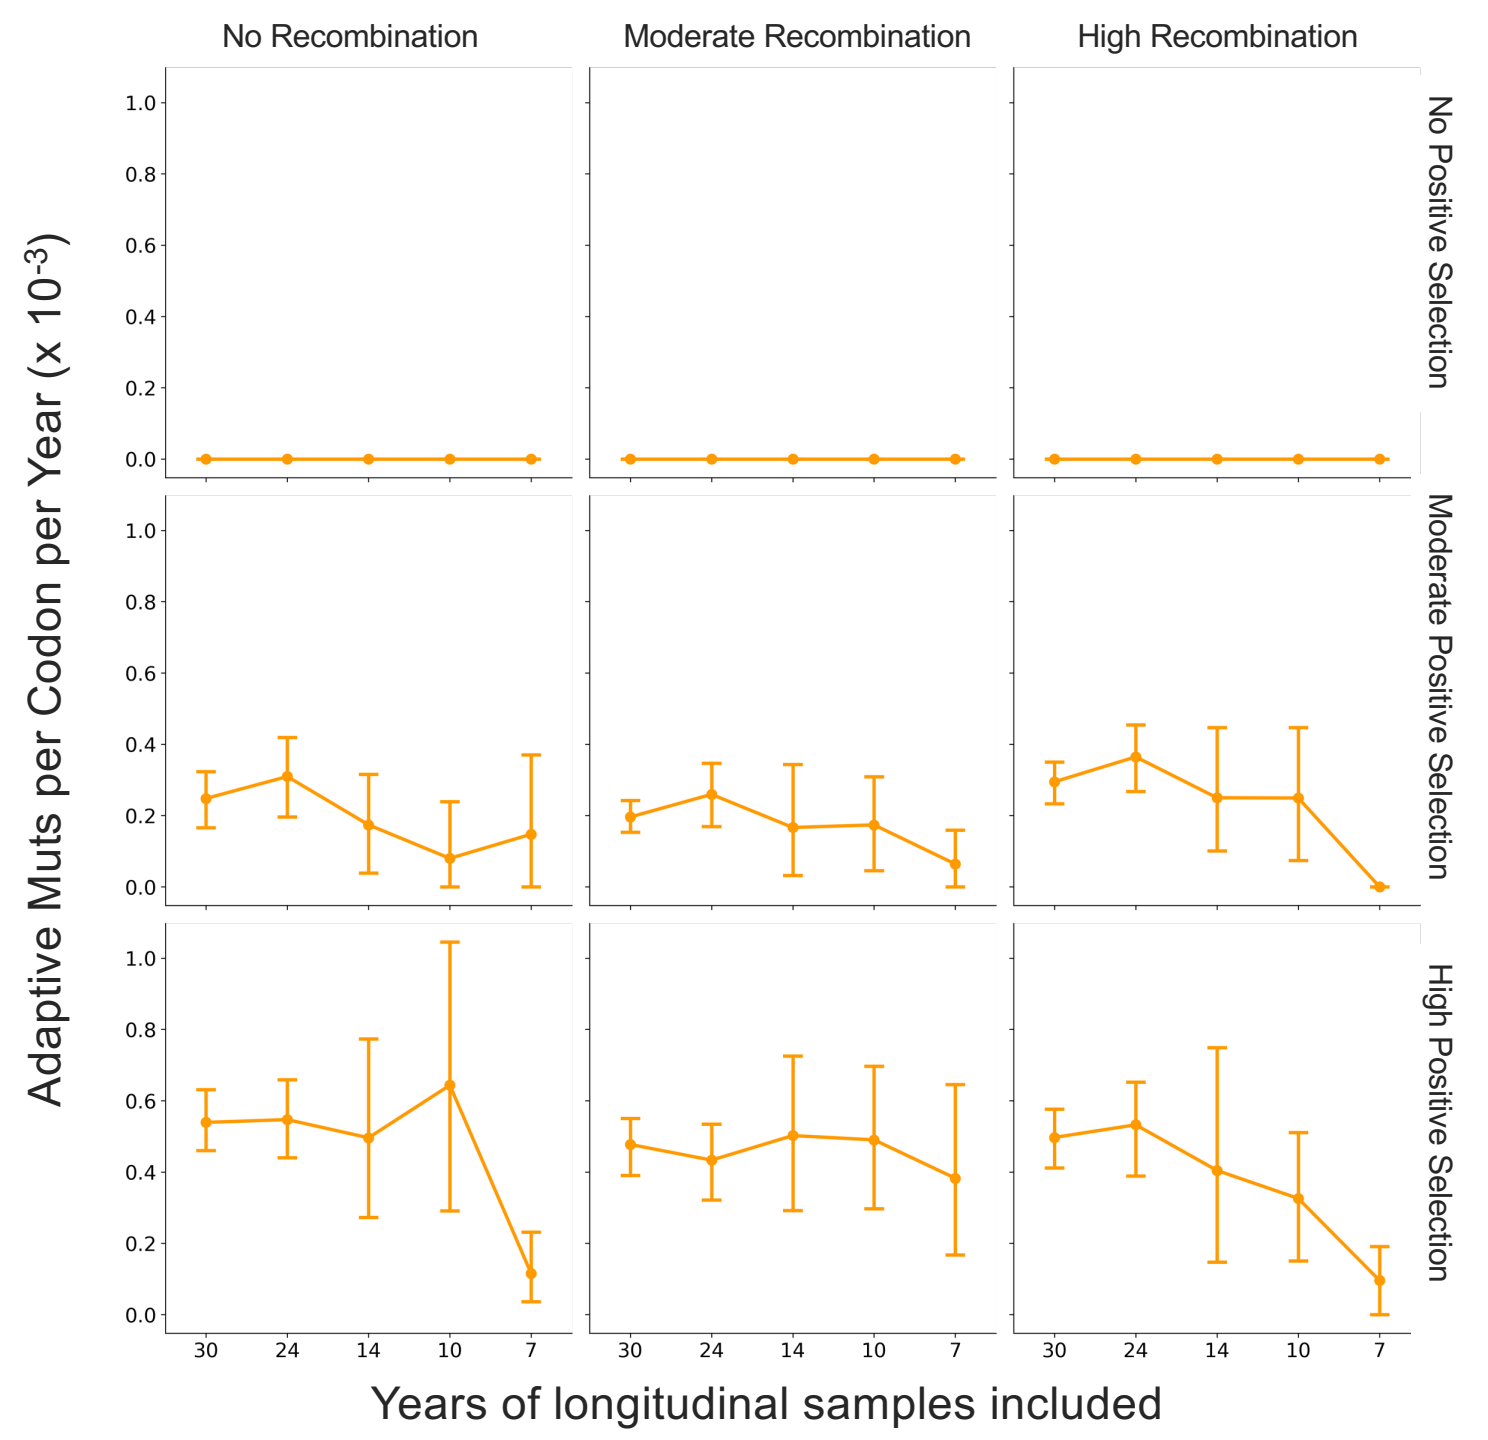 No Recombination Moderate Recombination High Recombination
1.0
0.8
0.6
0.4
0.2
0.0
No Positive Selection
1.0
0.8
0.6
0.4
0.2
0.0
Moderate Positive Selection
1.0
0.8
0.6
0.4
0.2
0.0
High Positive Selection
Adaptive Muts per Codon per Year (x 10⁻³)
30 24 14 10 7 30 24 14 10 7 30 24 14 10 7
Years of longitudinal samples included